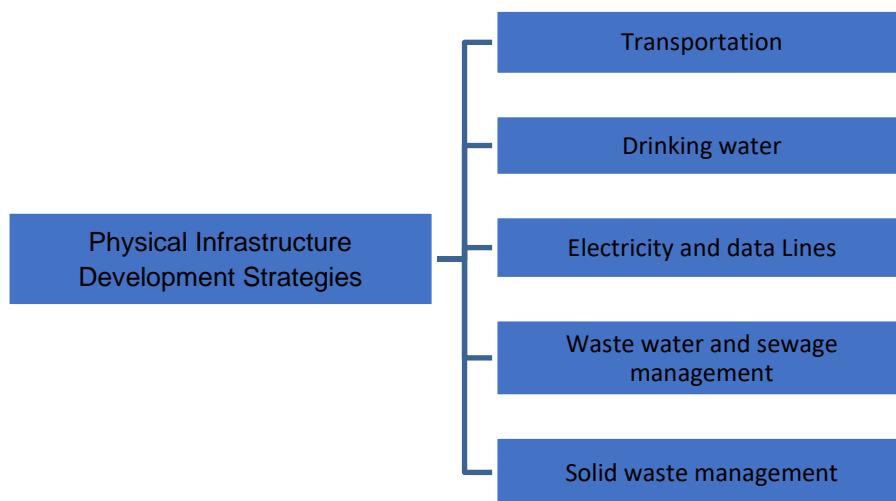 Transportation
Drinking water
Physical Infrastructure
Development Strategies
Electricity and data Lines
Waste water and sewage
management
Solid waste management